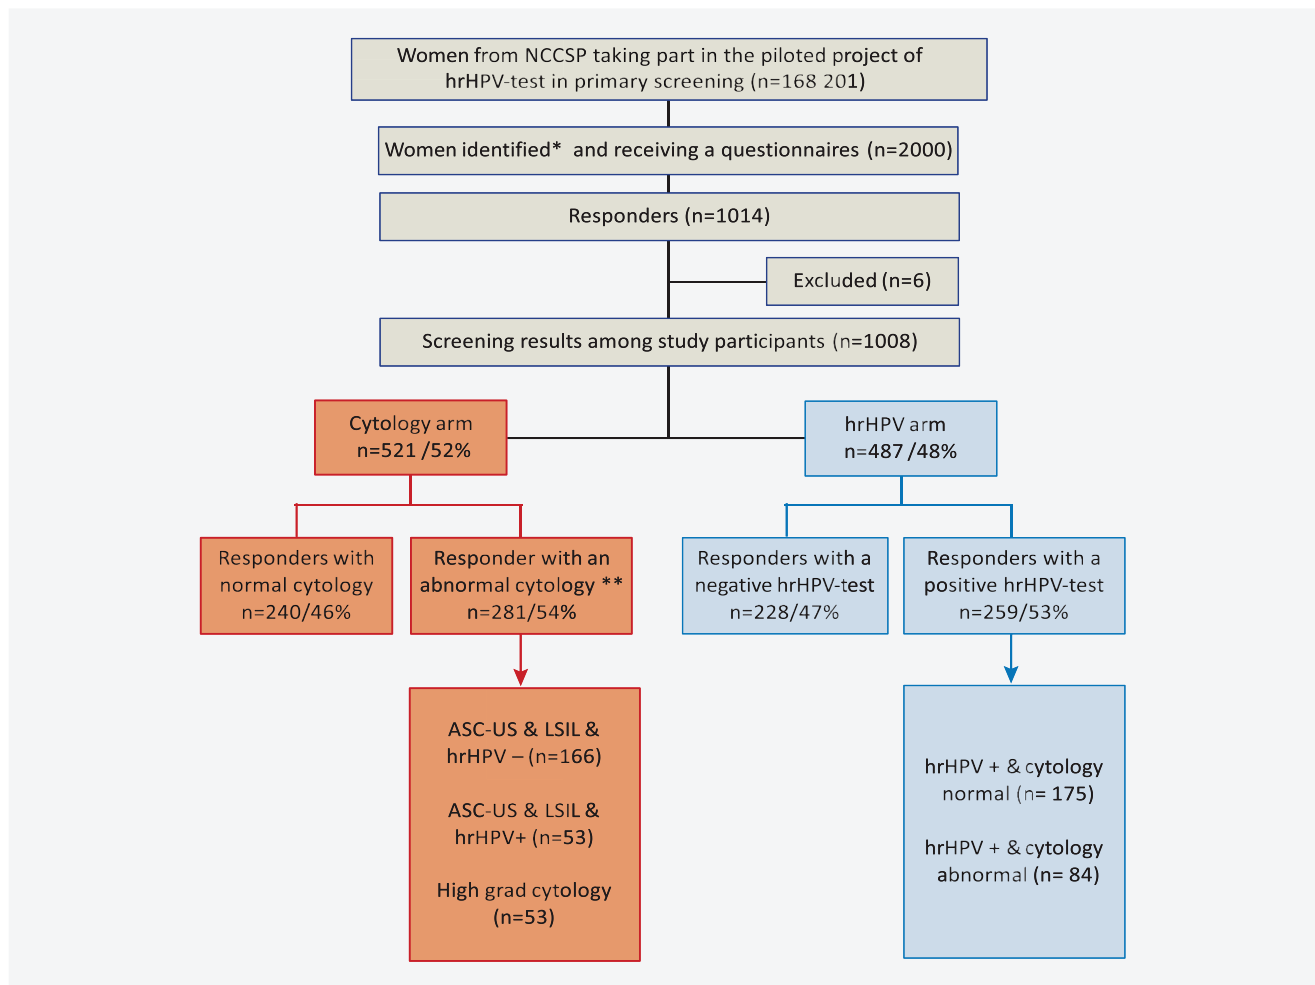 Women from NCCSP taking part in the piloted project of
hrHPV-test in primary screening (n=168 201)
Women identified* and receiving a questionnaires (n=2000)
Responders (n=1014)
Excluded (n=6)
Screening results among study participants (n=1008)
Cytology arm
n=521 /52%
hrHPV arm
n=487 /48%
Responders with
normal cytology
n=240/46%
Responder with an
abnormal cytology **
n=281/54%
Responders with a
negative hrHPV-test
n=228/47%
Responders with a
positive hrHPV-test
n=259/53%
ASC-US & LSIL &
hrHPV – (n=166)
ASC-US & LSIL &
hrHPV+ (n=53)
High grad cytology
(n=53)
hrHPV + & cytology
normal (n= 175)
hrHPV + & cytology
abnormal (n= 84)